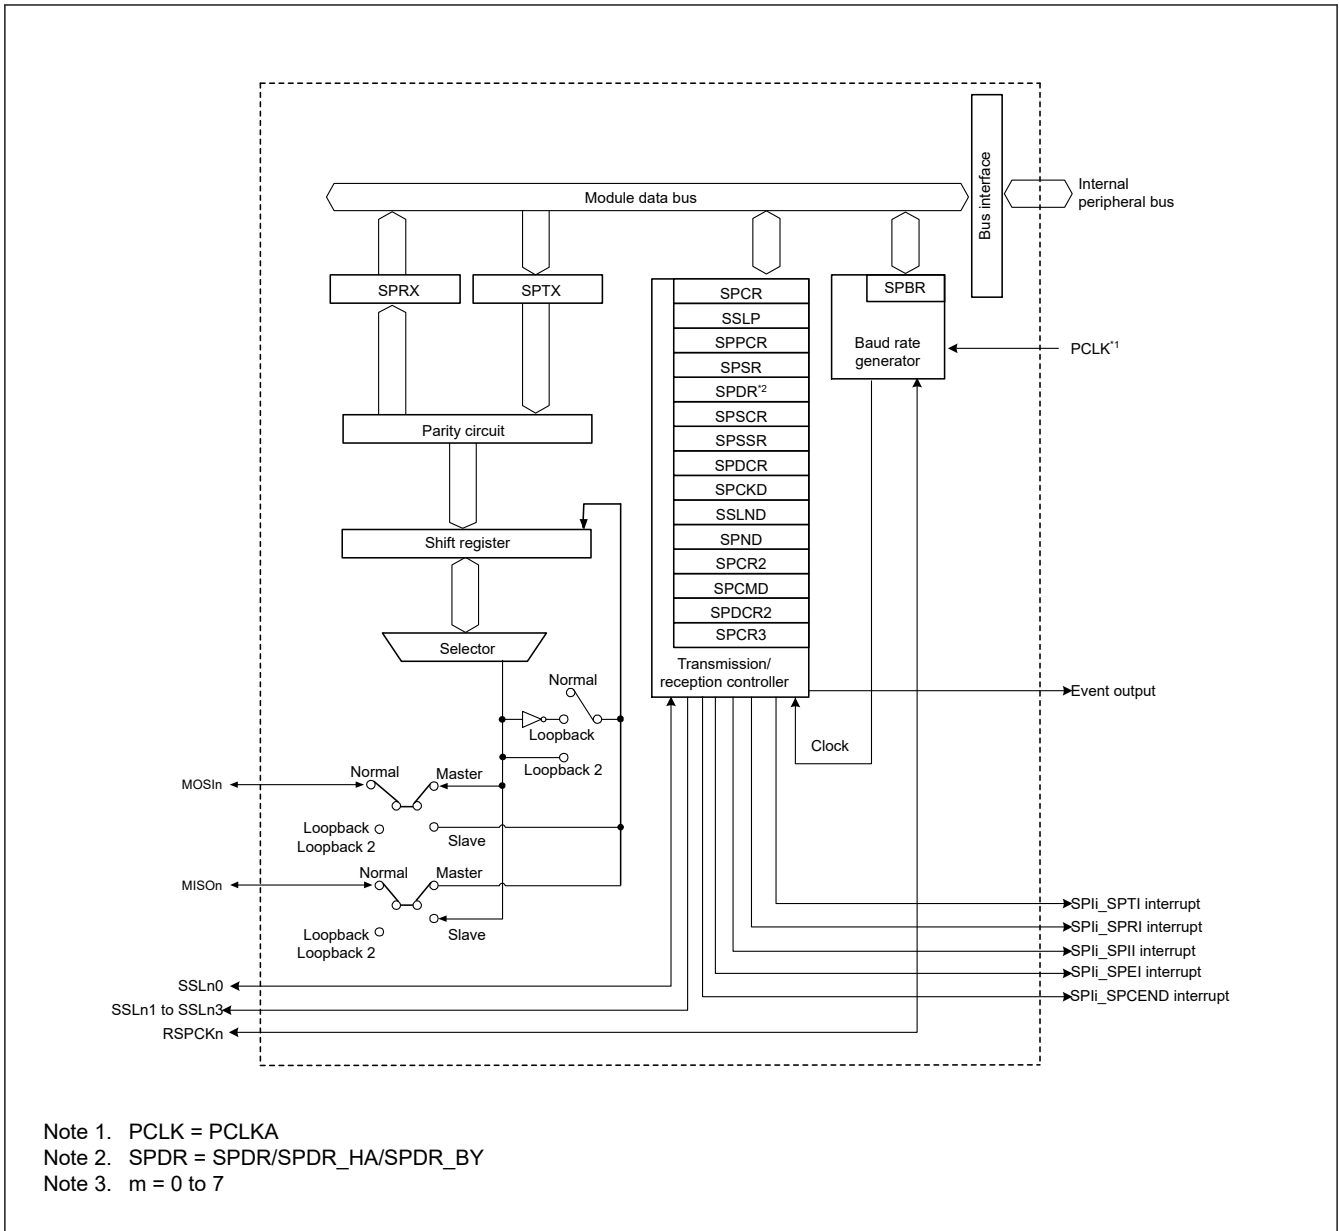 Module data bus
Bus interface
Internal
peripheral bus
SPRX
SPTX
SPCR
SSLP
SPPCR
SPSR
SPDR*2
SPSCR
SPSSR
SPDCR
SPCKD
SSLND
SPND
SPCR2
SPCMD
SPDCR2
SPCR3
Transmission/
reception controller
SPBR
Baud rate
generator
PCLK*1
Parity circuit
Shift register
Selector
Normal
Loopback
Loopback 2
Clock
Event output
MOSIn
Normal
Master
Loopback
Loopback 2
Slave
MISOn
Normal
Master
Loopback
Loopback 2
Slave
SSLn0
SSLn1 to SSLn3
RSPCKn
SPIi_SPTI interrupt
SPIi_SPRI interrupt
SPIi_SPII interrupt
SPIi_SPEI interrupt
SPIi_SPCEND interrupt
Note 1. PCLK = PCLKA
Note 2. SPDR = SPDR/SPDR_HA/SPDR_BY
Note 3. m = 0 to 7